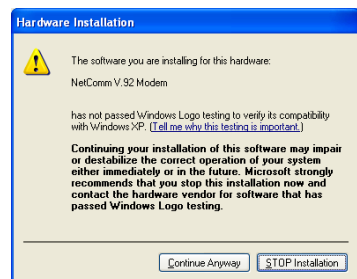 Hardware Installation
The software you are installing for this hardware:
NetComm V.92 Modem
has not passed Windows Logo testing to verify its compatibility
with Windows XP. (Tell me why this testing is important.)
Continuing your installation of this software may impair
or destabilize the correct operation of your system
either immediately or in the future. Microsoft strongly
recommends that you stop this installation now and
contact the hardware vendor for software that has
passed Windows Logo testing.
Continue Anyway STOP Installation